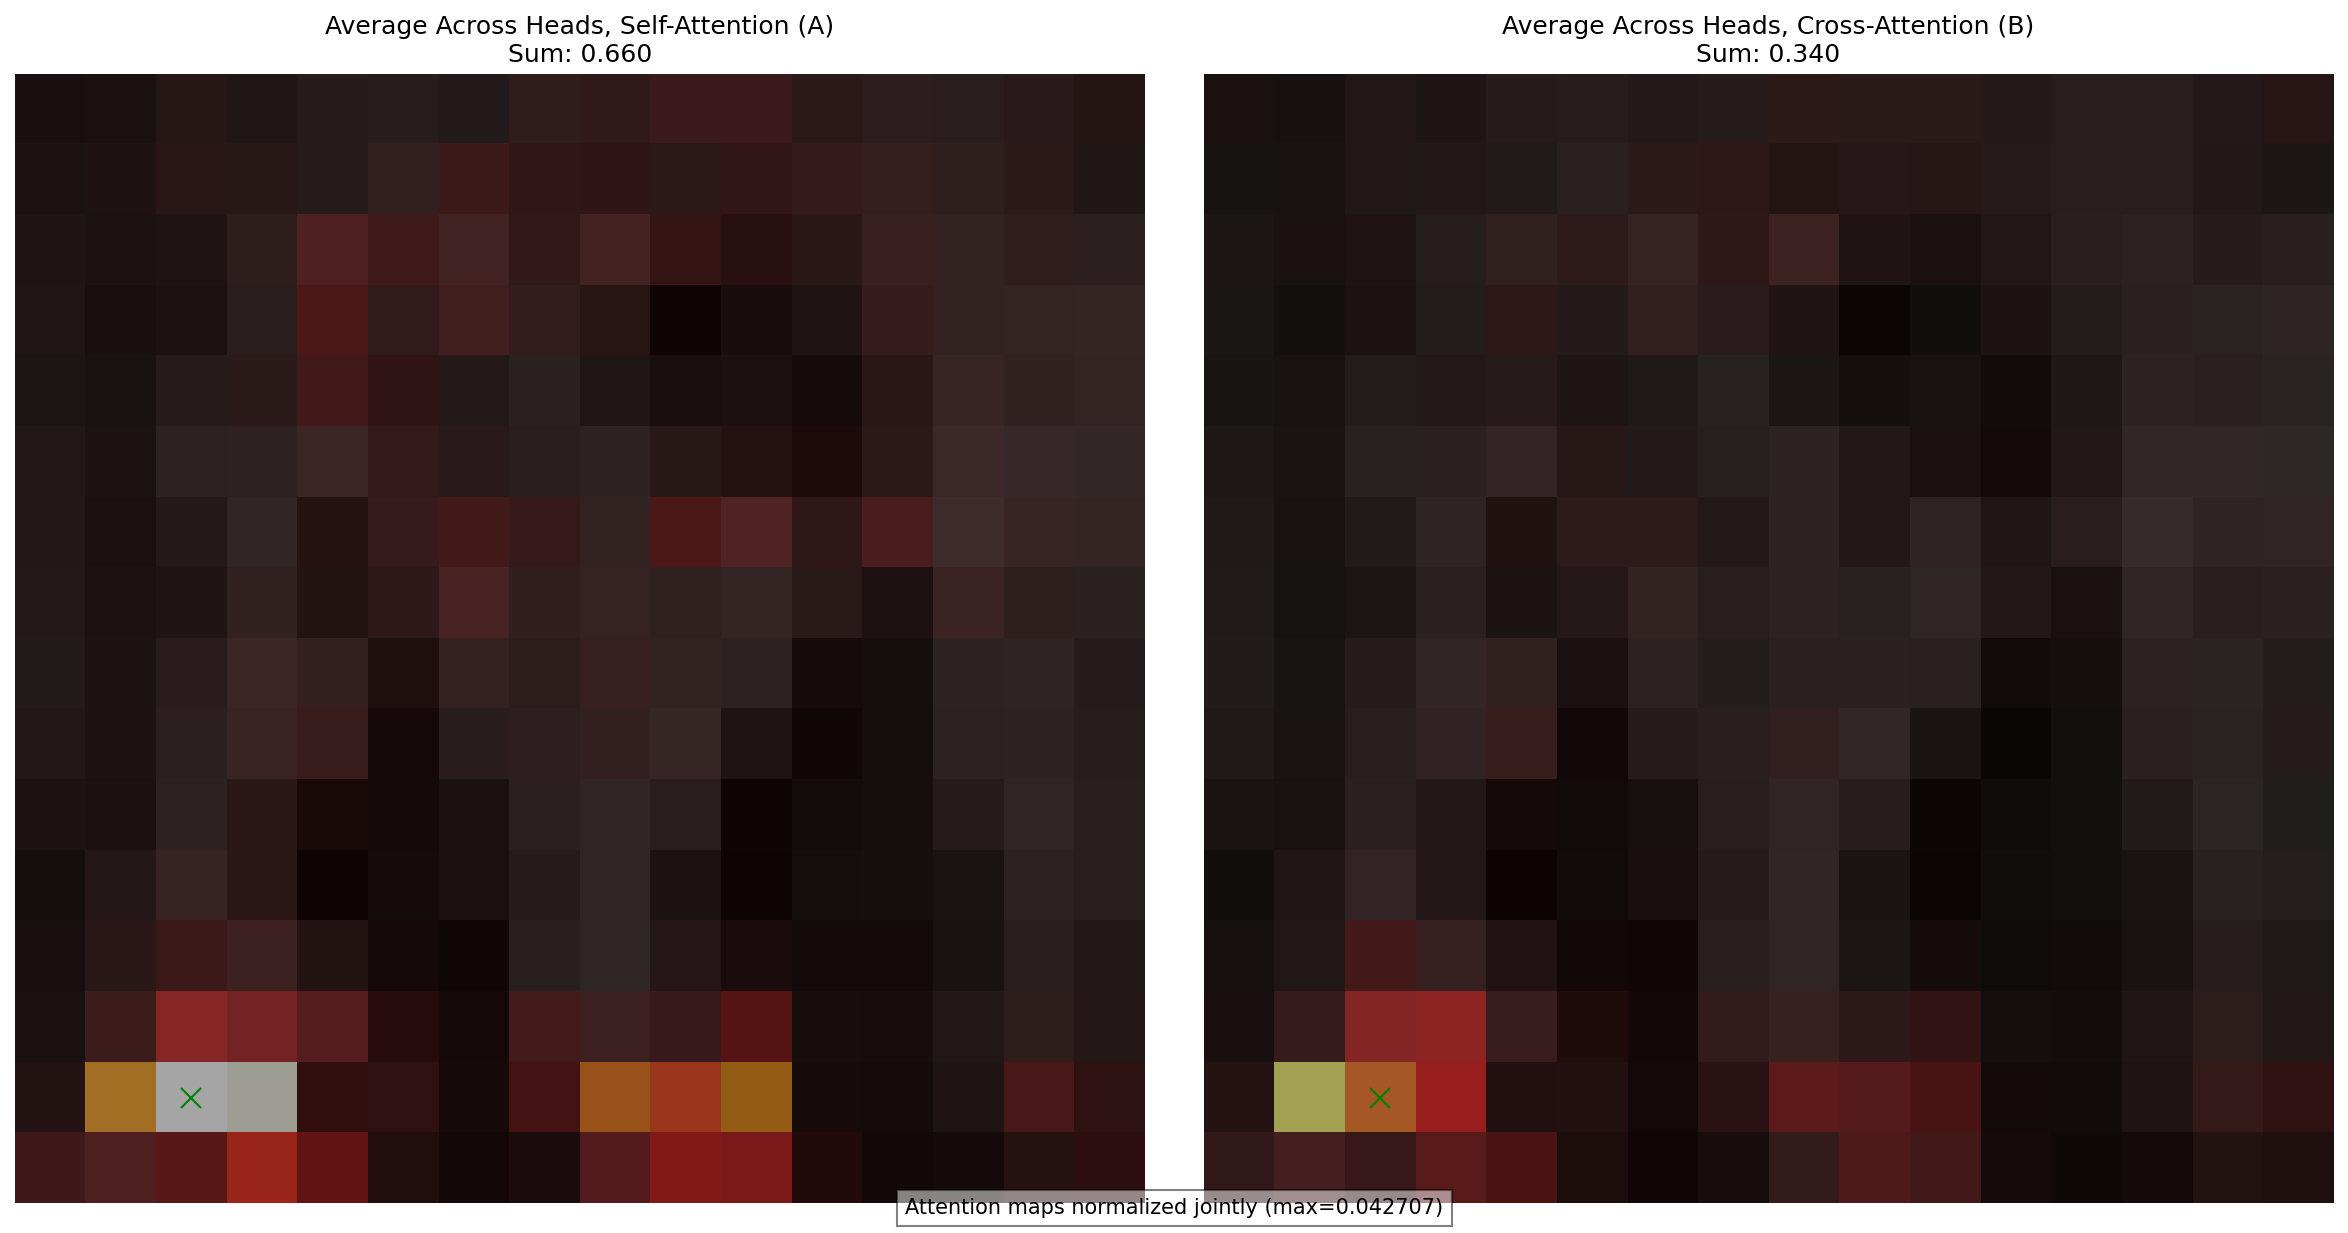 Average Across Heads, Self-Attention (A)
Sum: 0.660
Average Across Heads, Cross-Attention (B)
Sum: 0.340
Attention maps normalized jointly (max=0.042707)